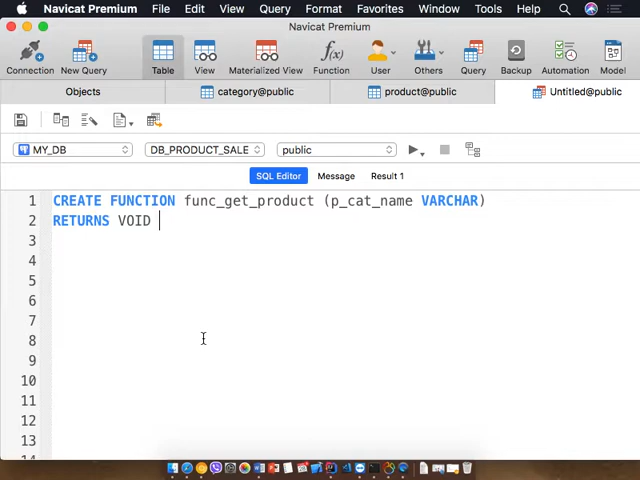 Navicat Premium File Edit View Query Format Favorites Window Tools Help
Navicat Premium
Connection New Query Table View Materialized View f(x) Function User Others Query Backup Automation Model
Objects category@public product@public Untitled@public
MY_DB DB_PRODUCT_SALE public
SQL Editor Message Result 1
1 CREATE FUNCTION func_get_product (p_cat_name VARCHAR)
2 RETURNS VOID
3
4
5
6
7
8
9
10
11
12
13
14